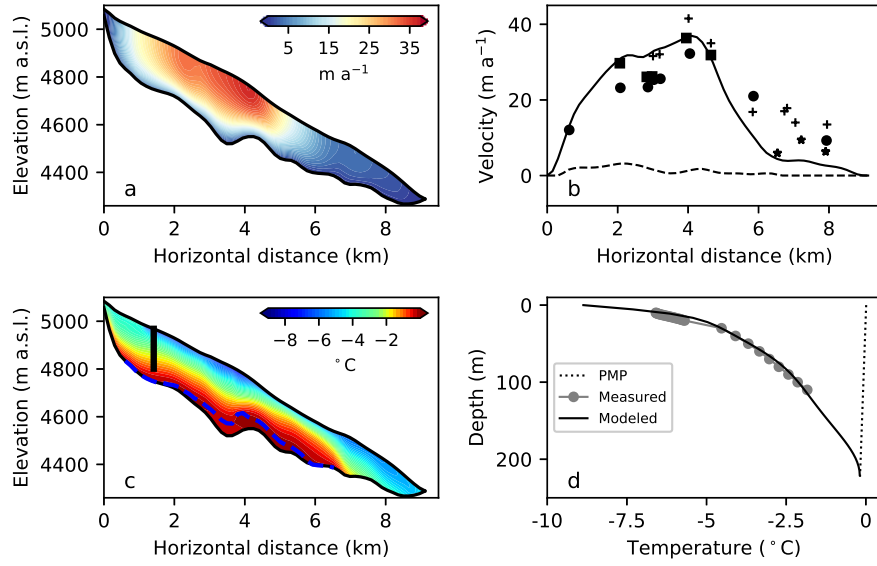 5000
4800
4600
4400
Elevation (m a.s.l.)
5 15 25 35
m a⁻¹
a
0 2 4 6 8
Horizontal distance (km)
60
40
20
0
Velocity (m a⁻¹)
b
0 2 4 6 8
Horizontal distance (km)
5000
4800
4600
4400
Elevation (m a.s.l.)
−8 −6 −4 −2
°C
c
0 2 4 6 8
Horizontal distance (km)
0
100
200
Depth (m)
PMP
Measured
Modeled
d
-10 -7.5 -5 -2.5 0
Temperature (°C)